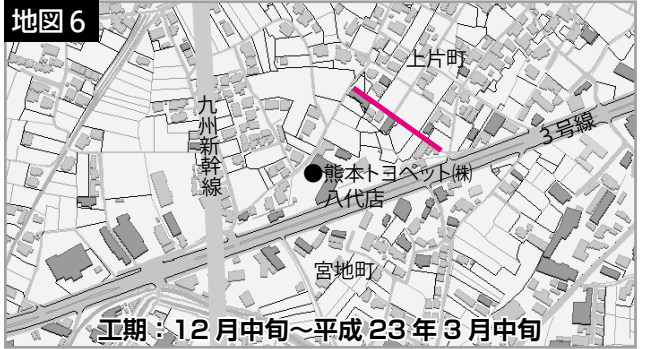 地図6
上片町
九州新幹線
3号線
●熊本トヨペット㈱
八代店
宮地町
工期：12月中旬～平成23年3月中旬